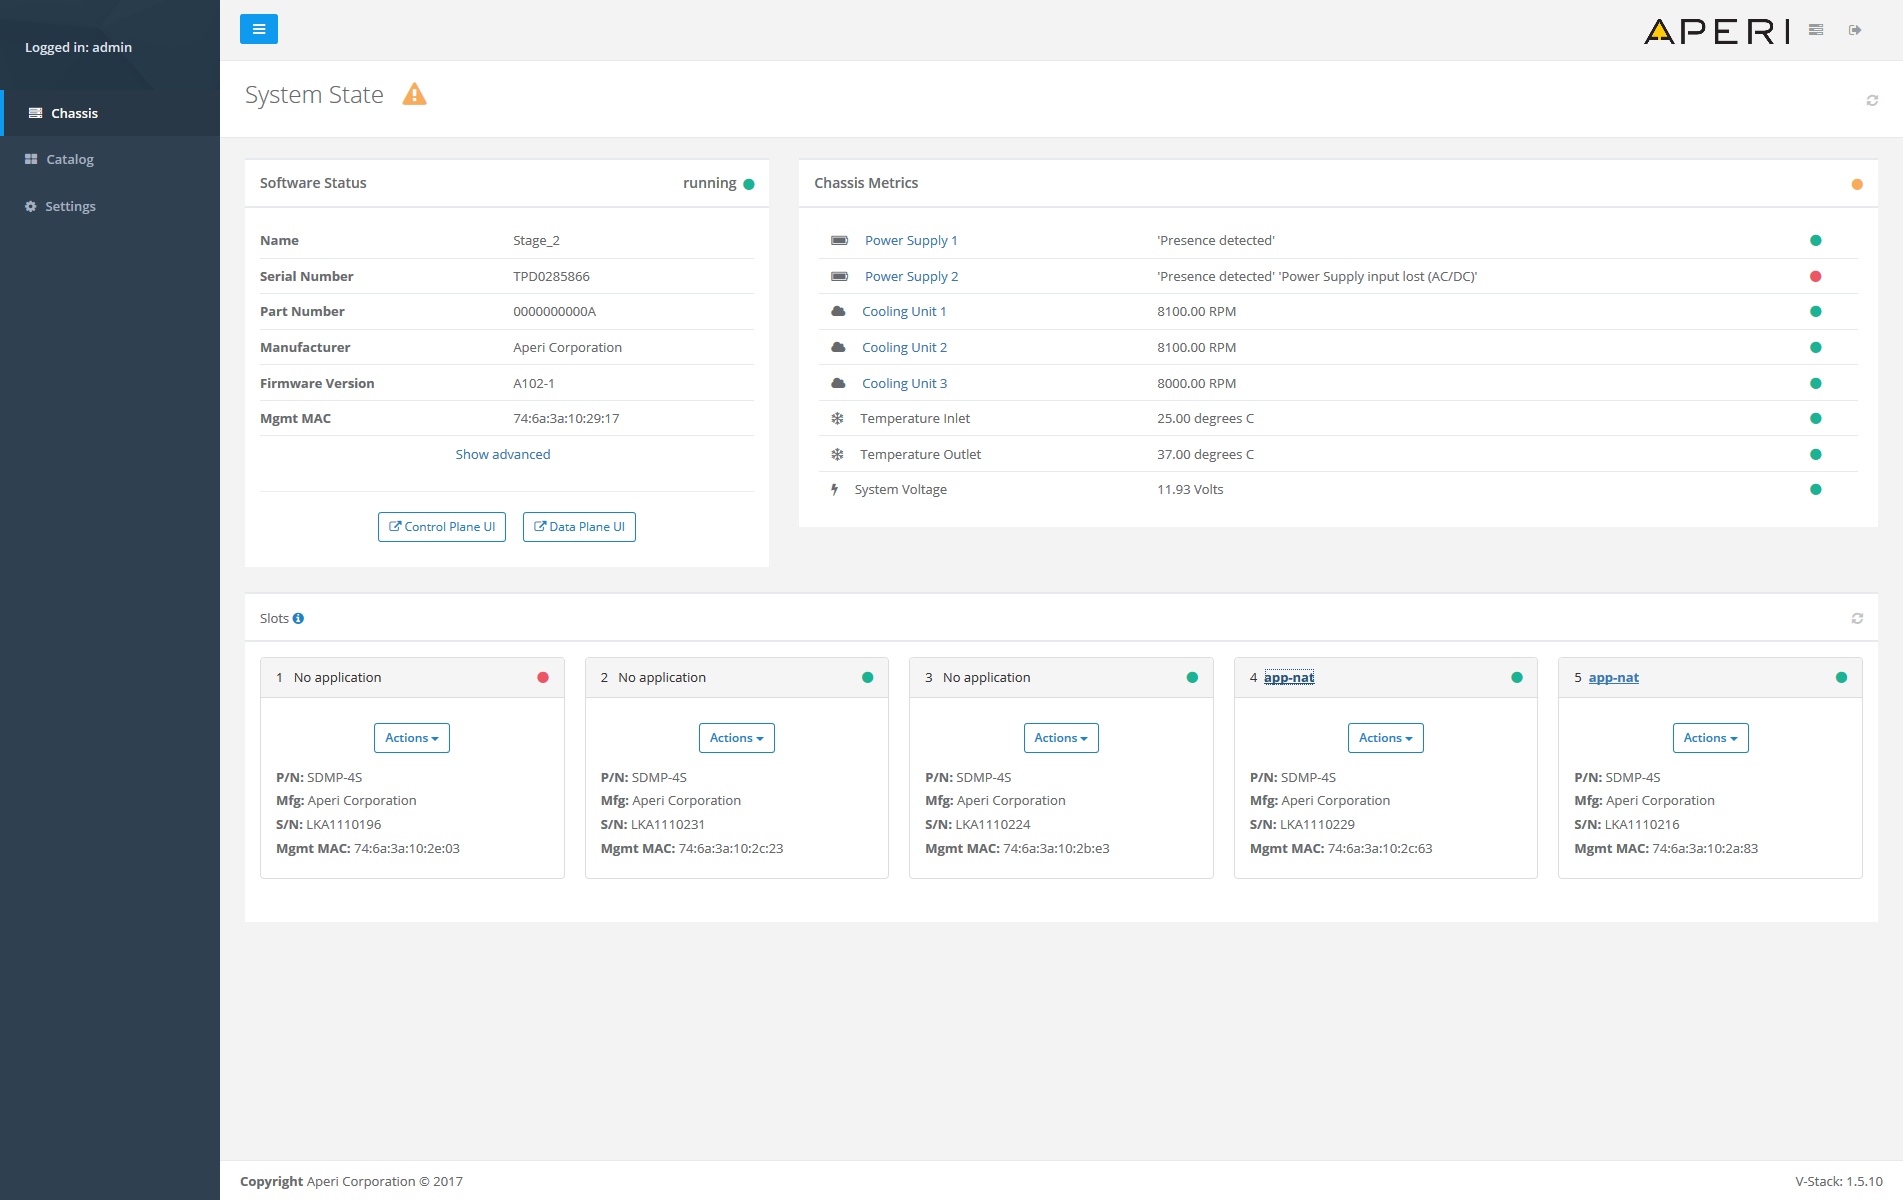 Logged in: admin
APERI
Chassis
Catalog
Settings
System State
Software Status running
Name Stage_2
Serial Number TPD0285866
Part Number 0000000000A
Manufacturer Aperi Corporation
Firmware Version A102-1
Mgmt MAC 74:6a:3a:10:29:17
Show advanced
Control Plane UI Data Plane UI
Chassis Metrics
Power Supply 1 'Presence detected'
Power Supply 2 'Presence detected' 'Power Supply input lost (AC/DC)'
Cooling Unit 1 8100.00 RPM
Cooling Unit 2 8100.00 RPM
Cooling Unit 3 8000.00 RPM
Temperature Inlet 25.00 degrees C
Temperature Outlet 37.00 degrees C
System Voltage 11.93 Volts
Slots
1 No application
Actions
P/N: SDMP-4S
Mfg: Aperi Corporation
S/N: LKA1110196
Mgmt MAC: 74:6a:3a:10:2e:03
2 No application
Actions
P/N: SDMP-4S
Mfg: Aperi Corporation
S/N: LKA1110231
Mgmt MAC: 74:6a:3a:10:2c:23
3 No application
Actions
P/N: SDMP-4S
Mfg: Aperi Corporation
S/N: LKA1110224
Mgmt MAC: 74:6a:3a:10:2b:e3
4 app-nat
Actions
P/N: SDMP-4S
Mfg: Aperi Corporation
S/N: LKA1110229
Mgmt MAC: 74:6a:3a:10:2c:63
5 app-nat
Actions
P/N: SDMP-4S
Mfg: Aperi Corporation
S/N: LKA1110216
Mgmt MAC: 74:6a:3a:10:2a:83
Copyright Aperi Corporation © 2017
V-Stack: 1.5.10